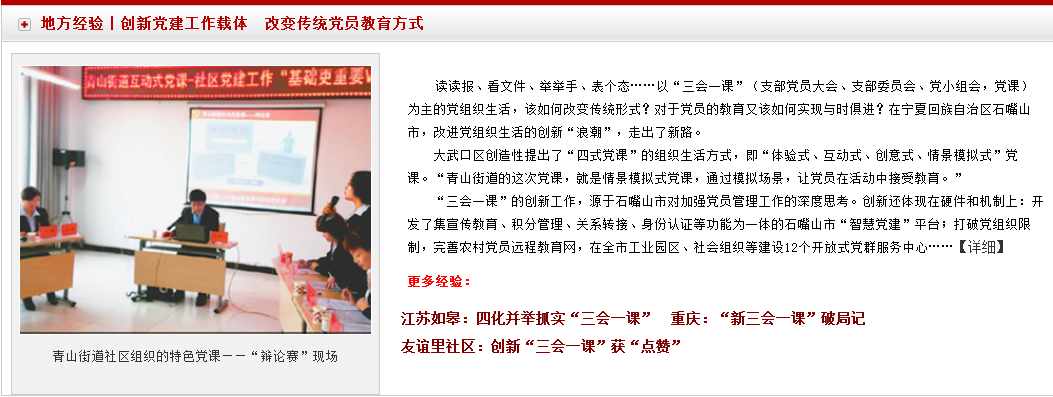 地方经验丨创新党建工作载体 改变传统党员教育方式
青山街道互动式党课-社区党建工作“基础史重要
青山街道社区组织的特色党课——“辩论赛”现场
读读报、看文件、举举手、表个态……以“三会一课”（支部党员大会、支部委员会、党小组会，党课）
为主的党组织生活，该如何改变传统形式？对于党员的教育又该如何实现与时俱进？在宁夏回族自治区石嘴山
市，改进党组织生活的创新“浪潮”，走出了新路。
大武口区创造性提出了“四式党课”的组织生活方式，即“体验式、互动式、创意式、情景模拟式”党
课。“青山街道的这次党课，就是情景模拟式党课，通过模拟场景，让党员在活动中接受教育。”
“三会一课”的创新工作，源于石嘴山市对加强党员管理工作的深度思考。创新还体现在硬件和机制上：开
发了集宣传教育、积分管理、关系转接、身份认证等功能为一体的石嘴山市“智慧党建”平台；打破党组织限
制，完善农村党员远程教育网，在全市工业园区、社会组织等建设12个开放式党群服务中心……【详细】
更多经验：
江苏如皋：四化并举抓实“三会一课” 重庆：“新三会一课”破局记
友谊里社区：创新“三会一课”获“点赞”